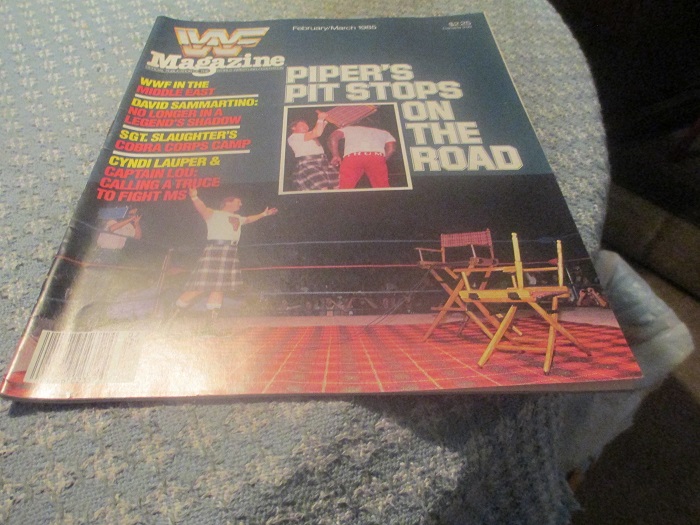 WWF
Magazine
February/March 1985
$2.25
PIPER'S
PIT STOPS
ON
THE
ROAD
WWF IN THE
MIDDLE EAST
DAVID SAMMARTINO:
NO LONGER IN A
LEGEND'S SHADOW
SGT. SLAUGHTER'S
COBRA CORPS CAMP
CYNDI LAUPER &
CAPTAIN LOU:
CALLING A TRUCE
TO FIGHT MS